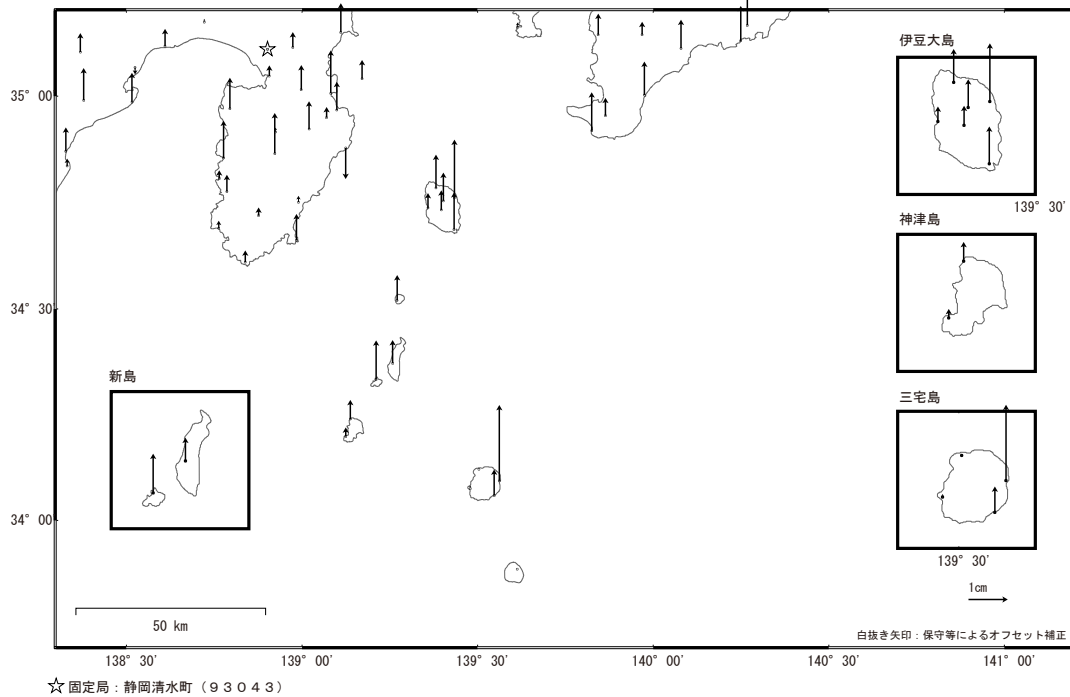 伊豆大島
35° 00'
139° 30'
神津島
34° 30'
新島
三宅島
34° 00'
139° 30'
1cm
50 km
白抜き矢印：保守等によるオフセット補正
138° 30'
139° 00'
139° 30'
140° 00'
140° 30'
141° 00'
☆ 固定局：静岡清水町（９３０４３）